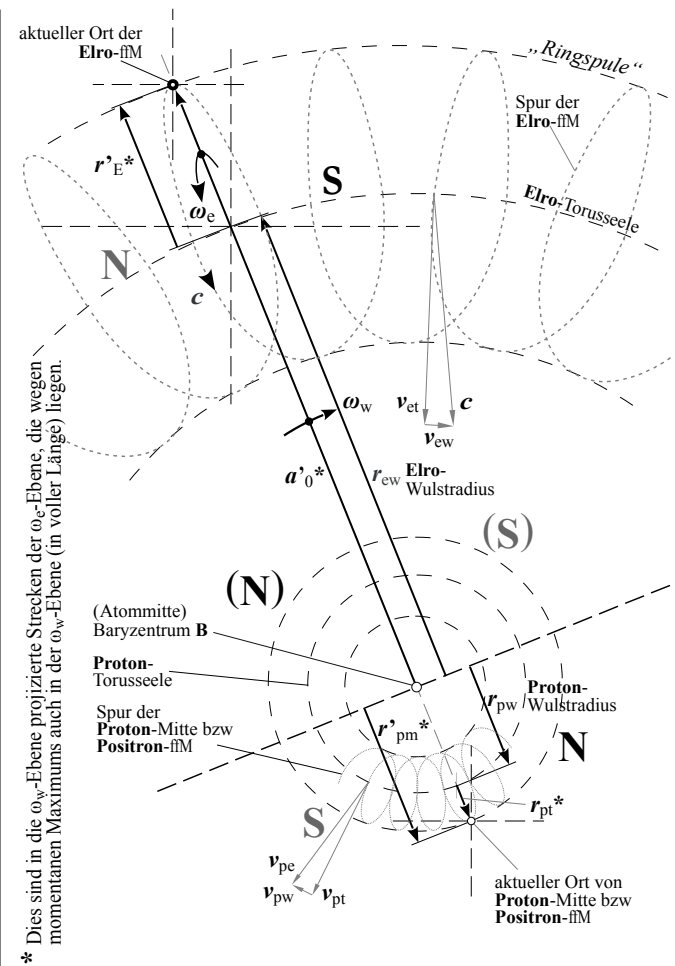 aktueller Ort der
Elro-ffM
„Ringspule“
Spur der
Elro-ffM
r’E*
S
ωe
Elro-Torusseele
N
c
ωw
vet
c
vew
a’0*
rew Elro-
Wulstradius
(S)
(N)
(Atommitte)
Baryzentrum B
Proton-
Torusseele
rpw
Proton-
Wulstradius
Spur der
Proton-Mitte bzw
Positron-ffM
r’pm*
N
S
rpt*
vpe
vpw
vpt
aktueller Ort von
Proton-Mitte bzw
Positron-ffM
* Dies sind in die ωw-Ebene projizierte Strecken der ωe-Ebene, die wegen
momentanen Maximums auch in der ωw-Ebene (in voller Länge) liegen.